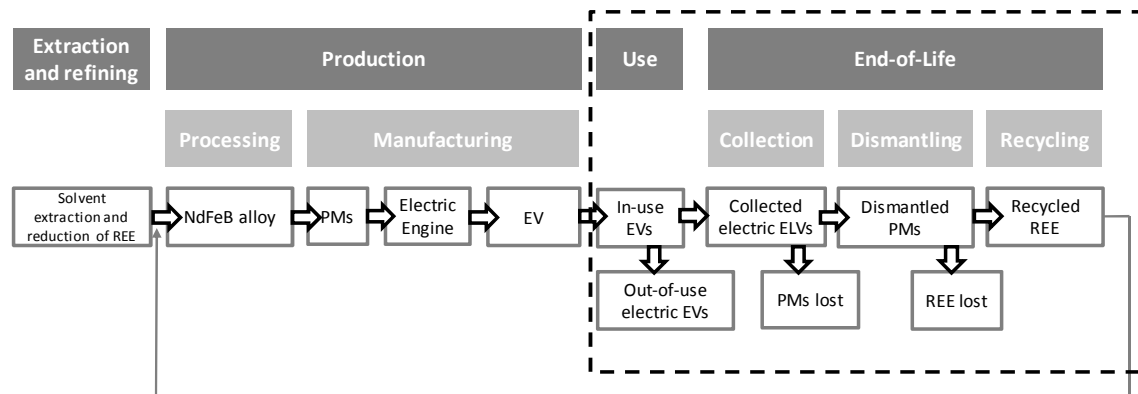 Extraction
and refining
Production
Use
End-of-Life
Processing
Manufacturing
Collection
Dismantling
Recycling
Solvent
extraction and
reduction of REE
NdFeB alloy
PMs
Electric
Engine
EV
In-use
EVs
Collected
electric ELVs
Dismantled
PMs
Recycled
REE
Out-of-use
electric EVs
PMs lost
REE lost